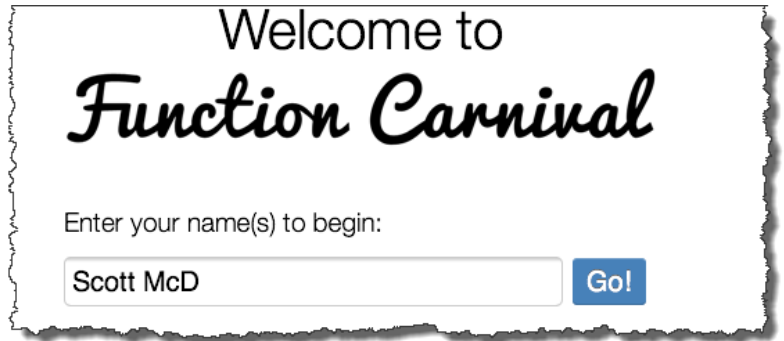 Welcome to
Function Carnival
Enter your name(s) to begin:
Scott McD
Go!